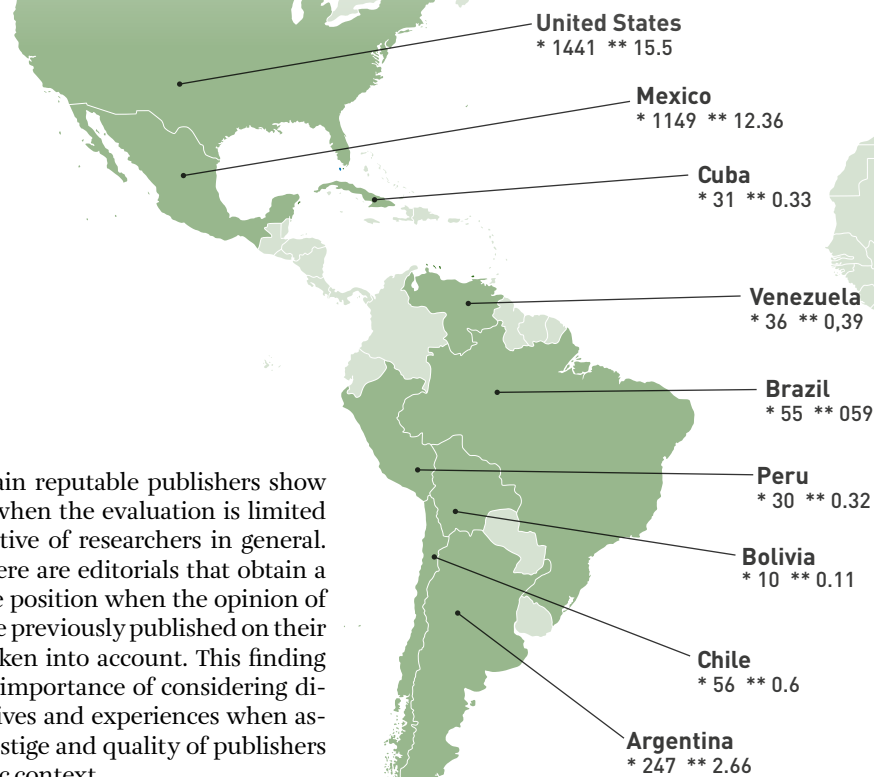 United States
* 1441 ** 15.5
Mexico
* 1149 ** 12.36
Cuba
* 31 ** 0.33
Venezuela
* 36 ** 0,39
Brazil
* 55 ** 059
Peru
* 30 ** 0.32
Bolivia
* 10 ** 0.11
Chile
* 56 ** 0.6
Argentina
* 247 ** 2.66
ain reputable publishers show
when the evaluation is limited
tive of researchers in general.
ere are editorials that obtain a
e position when the opinion of
e previously published on their
ken into account. This finding
importance of considering di-
ives and experiences when as-
stige and quality of publishers
ic context.